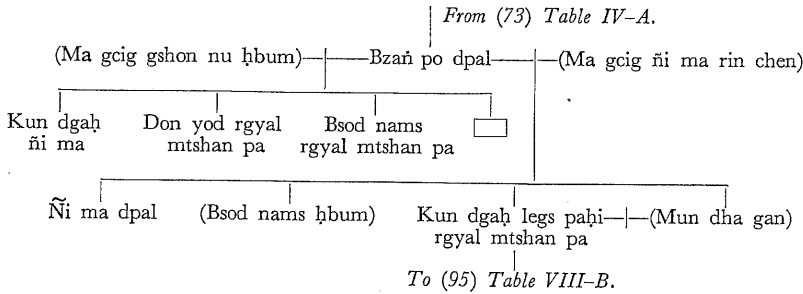 From (73) Table IV–A.
(Ma gcig gshon nu ḥbum) Bzaṅ po dpal (Ma gcig ñi ma rin chen)
Kun dgaḥ Don yod rgyal Bsod nams
ñi ma mtshan pa rgyal mtshan pa
Ñi ma dpal (Bsod nams ḥbum) Kun dgaḥ legs paḥi (Mun dha gan)
rgyal mtshan pa
To (95) Table VIII–B.